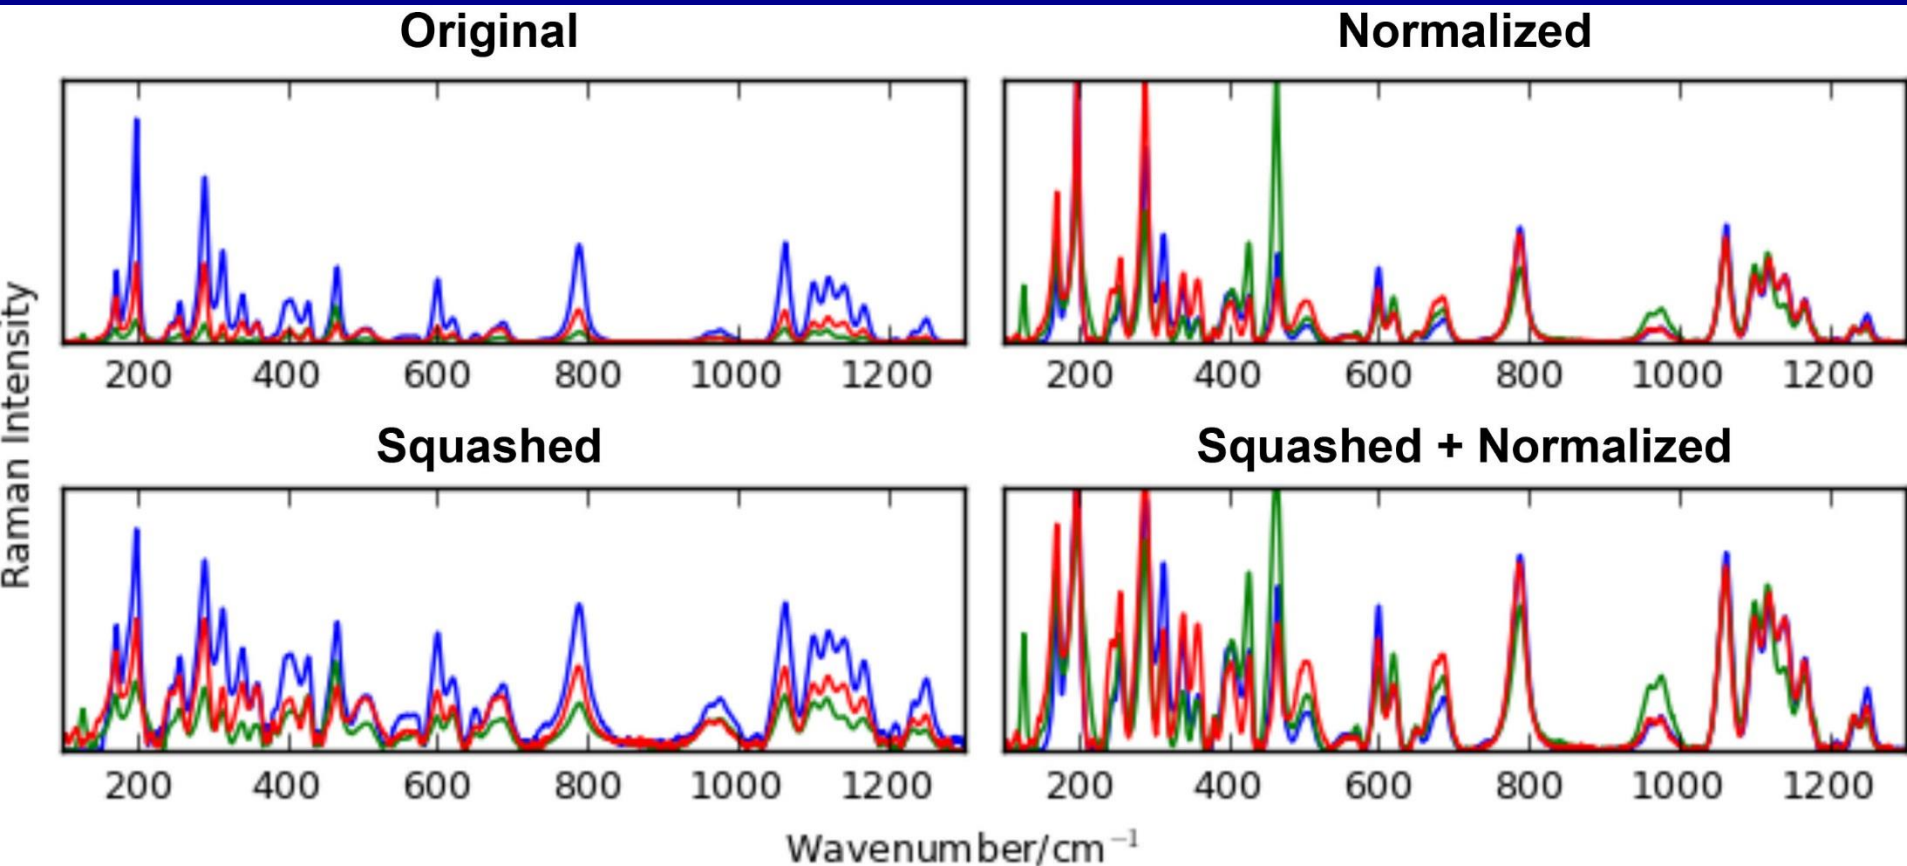 Original
Normalized
200 400 600 800 1000 1200
200 400 600 800 1000 1200
Raman Intensity
Squashed
Squashed + Normalized
200 400 600 800 1000 1200
200 400 600 800 1000 1200
Wavenumber/cm⁻¹